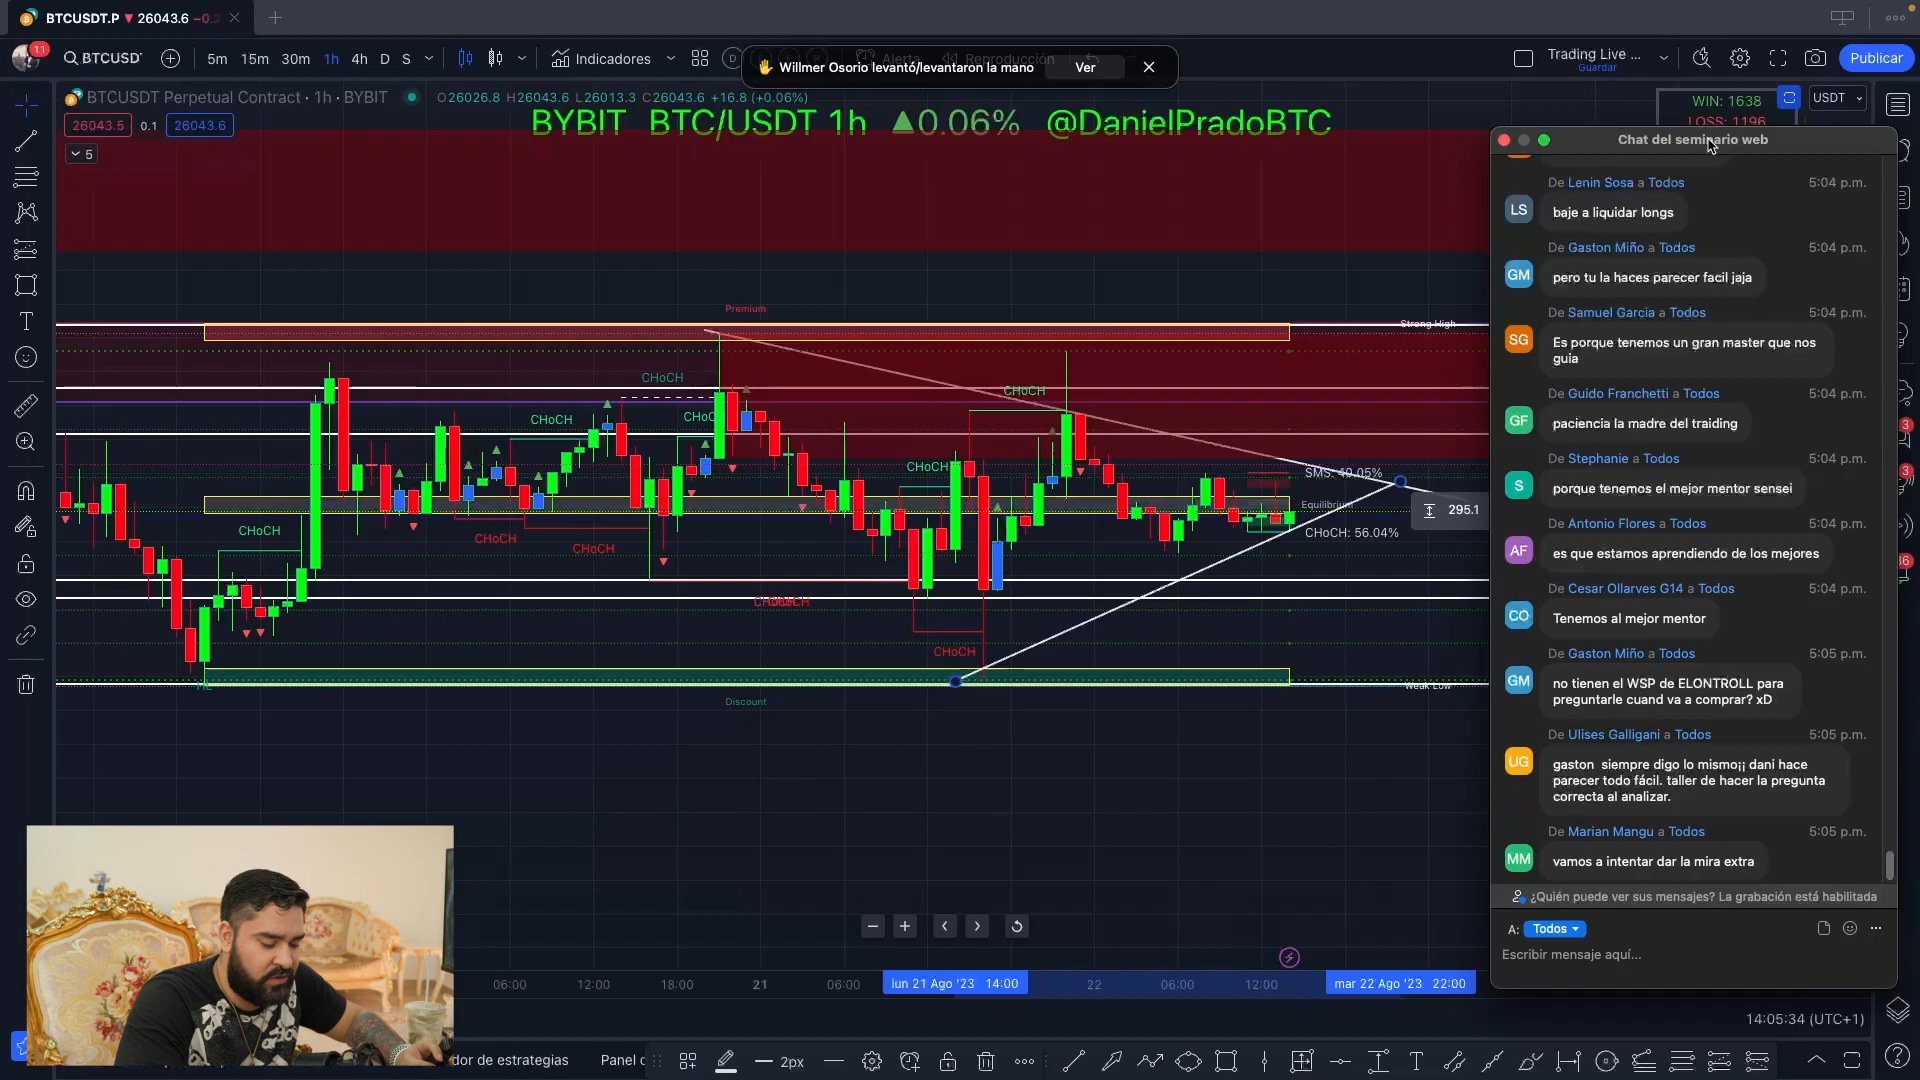 BTCUSDT.P ▼ 26043.6
11
BTCUSDT
5m 15m 30m 1h 4h D S
Indicadores
Alerta
Reproducción
👋 Willmer Osorio levantó/levantaron la mano Ver
Trading Live ...
Guardar
Publicar
BTCUSDT Perpetual Contract · 1h · BYBIT
O26026.8 H26043.6 L26013.3 C26043.6 +16.8 (+0.06%)
26043.5 0.1 26043.6
5
BYBIT BTC/USDT 1h ▲0.06% @DanielPradoBTC
WIN: 1638
LOSS: 1196
USDT
Premium
Strong High
CHoCH
CHoCH
CHoCH
CHoCH
CHoCH
CHoCH
CHoCH
CHoCH
CHoCH
SMS: 40.05%
Equilibrium
295.1
CHoCH: 56.04%
Weak Low
Discount
06:00 12:00 18:00 21 06:00 lun 21 Ago '23 14:00 22 06:00 12:00 mar 22 Ago '23 22:00
14:05:34 (UTC+1)
dor de estrategias
Panel
2px
Chat del seminario web
De Lenin Sosa a Todos 5:04 p.m.
LS
baje a liquidar longs
De Gaston Miño a Todos 5:04 p.m.
GM
pero tu la haces parecer facil jaja
De Samuel Garcia a Todos 5:04 p.m.
SG
Es porque tenemos un gran master que nos
guia
De Guido Franchetti a Todos 5:04 p.m.
GF
paciencia la madre del traiding
De Stephanie a Todos 5:04 p.m.
S
porque tenemos el mejor mentor sensei
De Antonio Flores a Todos 5:04 p.m.
AF
es que estamos aprendiendo de los mejores
De Cesar Ollarves G14 a Todos 5:04 p.m.
CO
Tenemos al mejor mentor
De Gaston Miño a Todos 5:05 p.m.
GM
no tienen el WSP de ELONTROLL para
preguntarle cuand va a comprar? xD
De Ulises Galligani a Todos 5:05 p.m.
UG
gaston siempre digo lo mismo¡¡ dani hace
parecer todo fácil. taller de hacer la pregunta
correcta al analizar.
De Marian Mangu a Todos 5:05 p.m.
MM
vamos a intentar dar la mira extra
¿Quién puede ver sus mensajes? La grabación está habilitada
A: Todos
Escribir mensaje aquí...